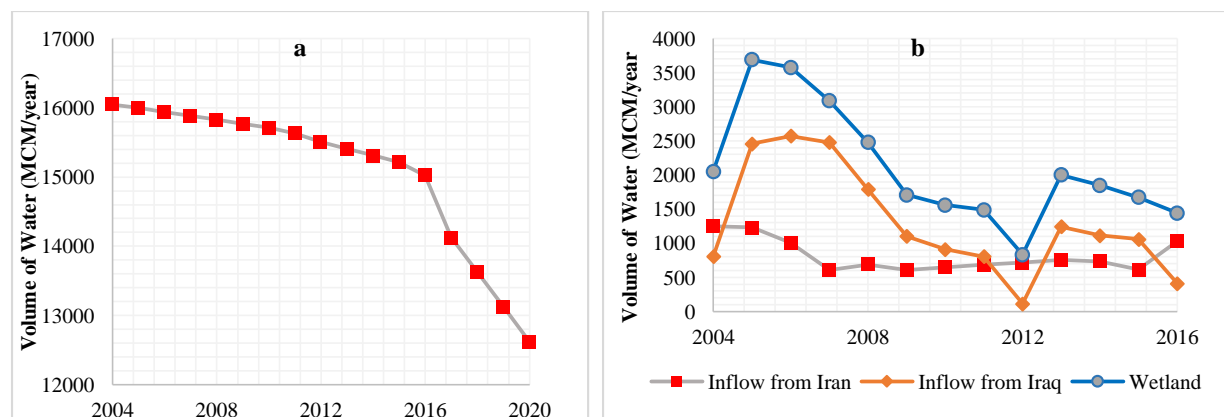 a
Volume of Water (MCM/year)
17000
16000
15000
14000
13000
12000
2004 2008 2012 2016 2020
b
Volume of Water (MCM/year
4000
3500
3000
2500
2000
1500
1000
500
0
2004 2008 2012 2016
Inflow from Iran Inflow from Iraq Wetland